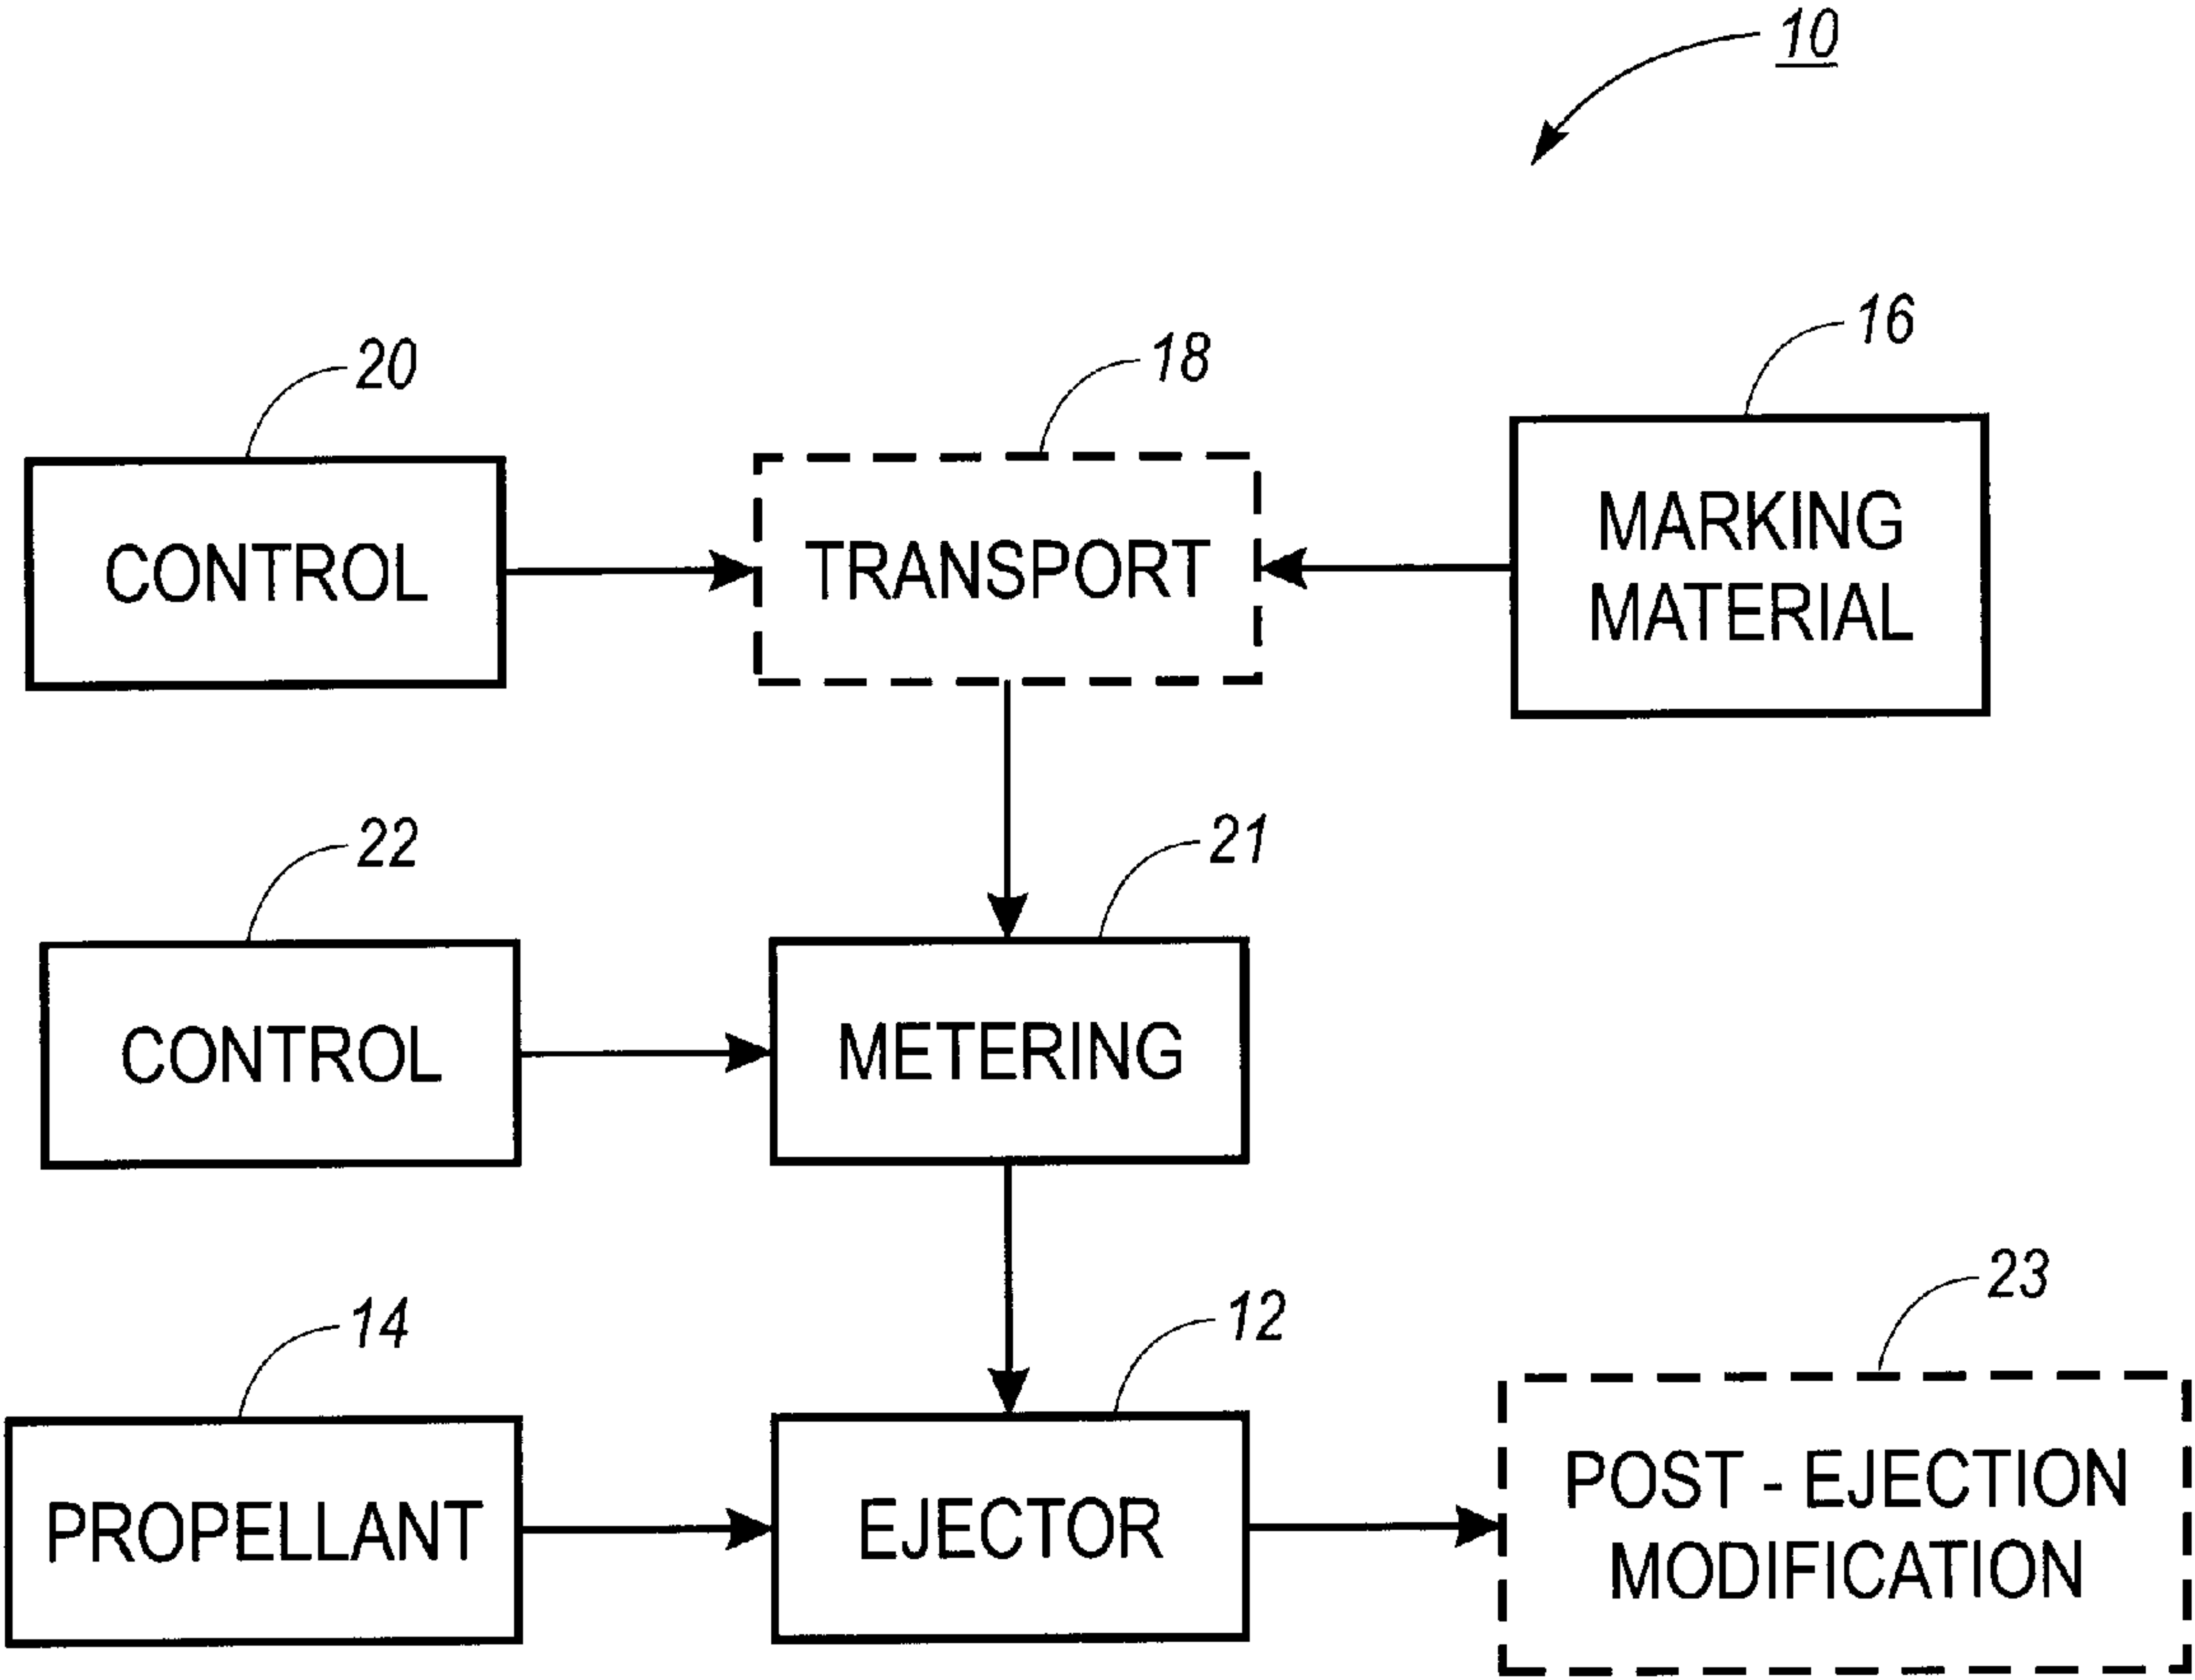 10
20
18
16
CONTROL
TRANSPORT
MARKING
MATERIAL
22
21
CONTROL
METERING
14
12
23
PROPELLANT
EJECTOR
POST - EJECTION
MODIFICATION